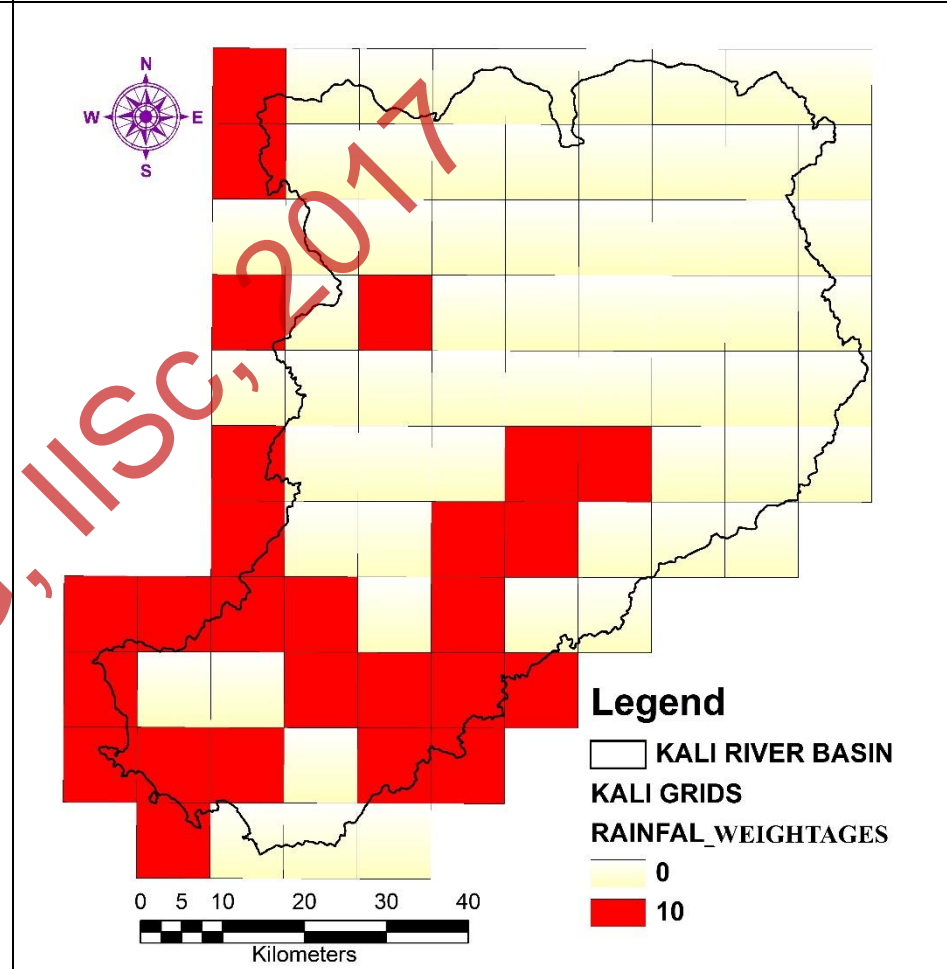 N
W E
S
, IISc, 2017
Legend
KALI RIVER BASIN
KALI GRIDS
RAINFAL_WEIGHTAGES
0
10
0 5 10 20 30 40
Kilometers